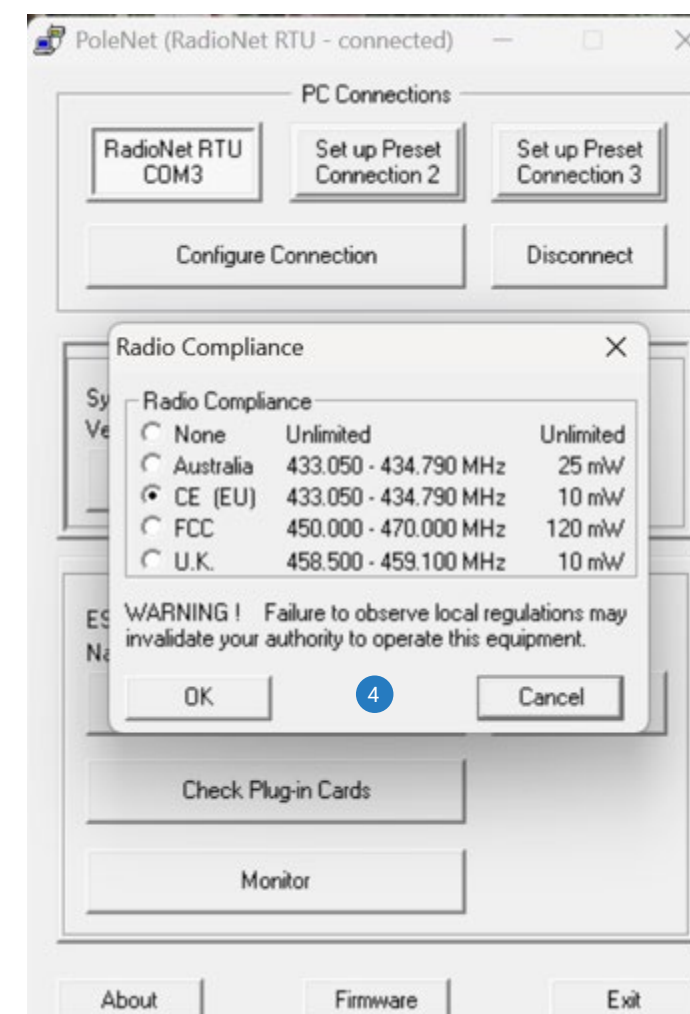 PoleNet (RadioNet RTU - connected)
PC Connections
RadioNet RTU
COM3
Set up Preset
Connection 2
Set up Preset
Connection 3
Configure Connection
Disconnect
Radio Compliance
Radio Compliance
None Unlimited Unlimited
Australia 433.050 - 434.790 MHz 25 mW
CE (EU) 433.050 - 434.790 MHz 10 mW
FCC 450.000 - 470.000 MHz 120 mW
U.K. 458.500 - 459.100 MHz 10 mW
WARNING ! Failure to observe local regulations may
invalidate your authority to operate this equipment.
OK
4
Cancel
Check Plug-in Cards
Monitor
About
Firmware
Exit